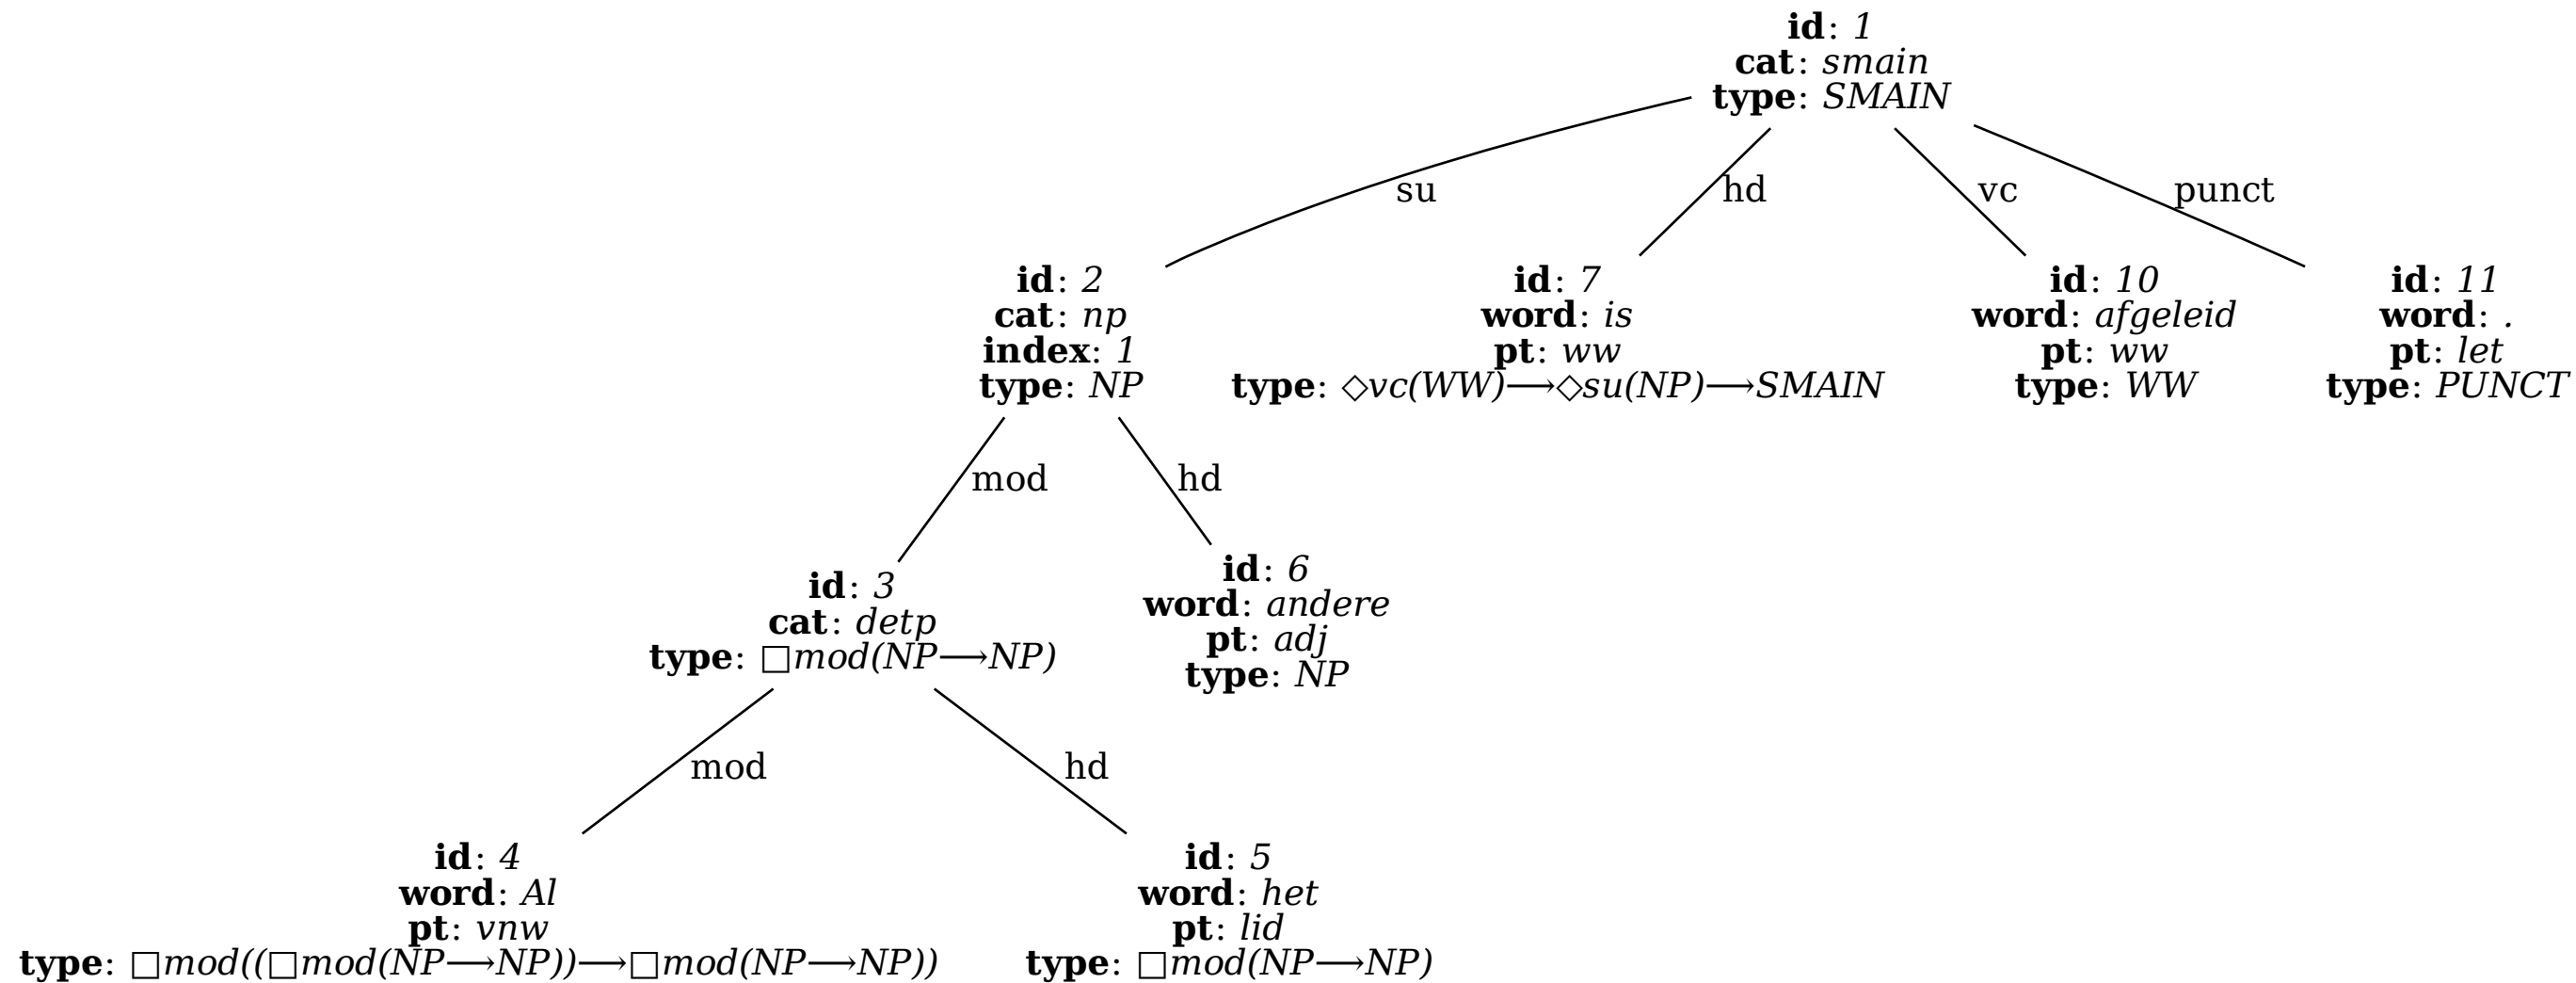 id: 1
cat: smain
type: SMAIN
su
hd
vc
punct
id: 2
cat: np
index: 1
type: NP
id: 7
word: is
pt: ww
type: ◇vc(WW)⟶◇su(NP)⟶SMAIN
id: 10
word: afgeleid
pt: ww
type: WW
id: 11
word: .
pt: let
type: PUNCT
mod
hd
id: 3
cat: detp
type: □mod(NP⟶NP)
id: 6
word: andere
pt: adj
type: NP
mod
hd
id: 4
word: Al
pt: vnw
type: □mod((□mod(NP⟶NP))⟶□mod(NP⟶NP))
id: 5
word: het
pt: lid
type: □mod(NP⟶NP)